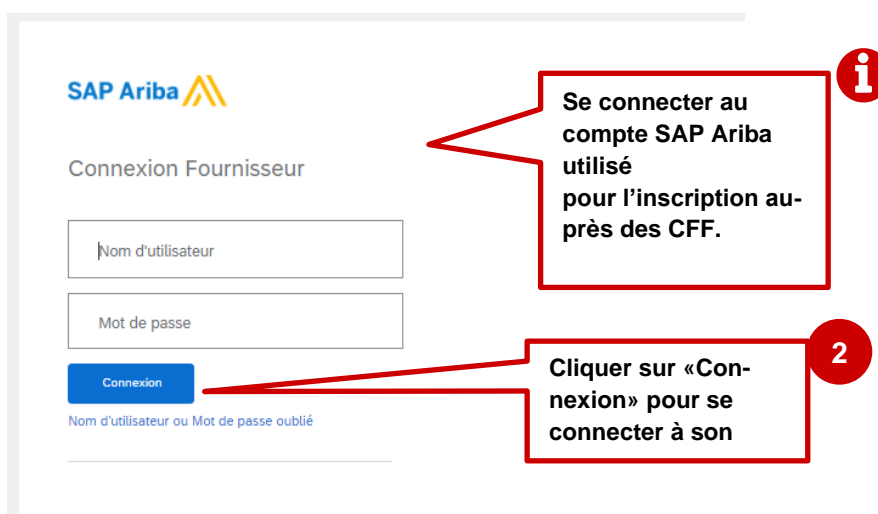 SAP Ariba
Connexion Fournisseur
Nom d'utilisateur
Mot de passe
Connexion
Nom d'utilisateur ou Mot de passe oublié
i
Se connecter au
compte SAP Ariba
utilisé
pour l’inscription au-
près des CFF.
2
Cliquer sur «Con-
nexion» pour se
connecter à son